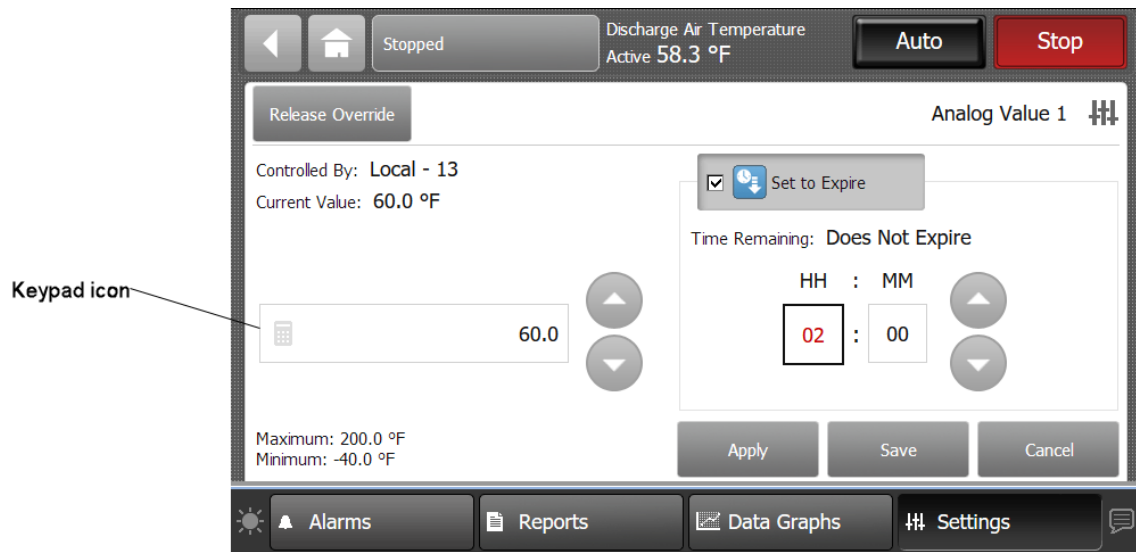 Stopped
Discharge Air Temperature
Active 58.3 °F
Auto
Stop
Release Override
Analog Value 1
Controlled By: Local - 13
Current Value: 60.0 °F
Set to Expire
Time Remaining: Does Not Expire
HH : MM
Keypad icon
60.0
02 : 00
Maximum: 200.0 °F
Minimum: -40.0 °F
Apply
Save
Cancel
Alarms
Reports
Data Graphs
Settings